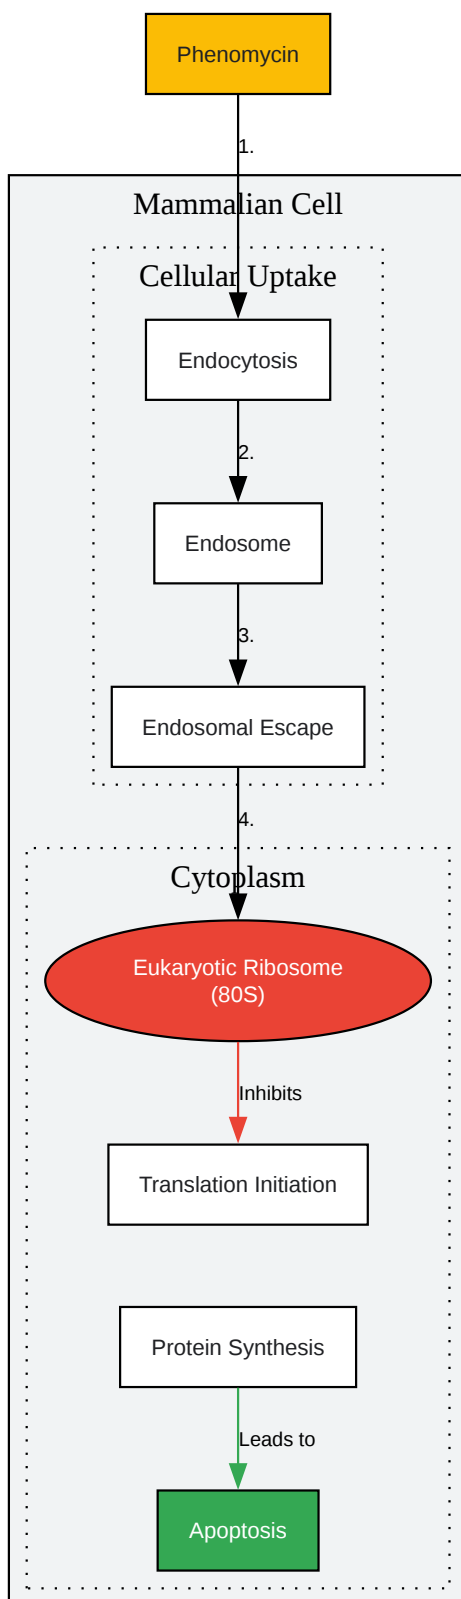 Phenomycin
1.
Mammalian Cell
Cellular Uptake
Endocytosis
2.
Endosome
3.
Endosomal Escape
4.
Cytoplasm
Eukaryotic Ribosome
(80S)
Inhibits
Translation Initiation
Protein Synthesis
Leads to
Apoptosis